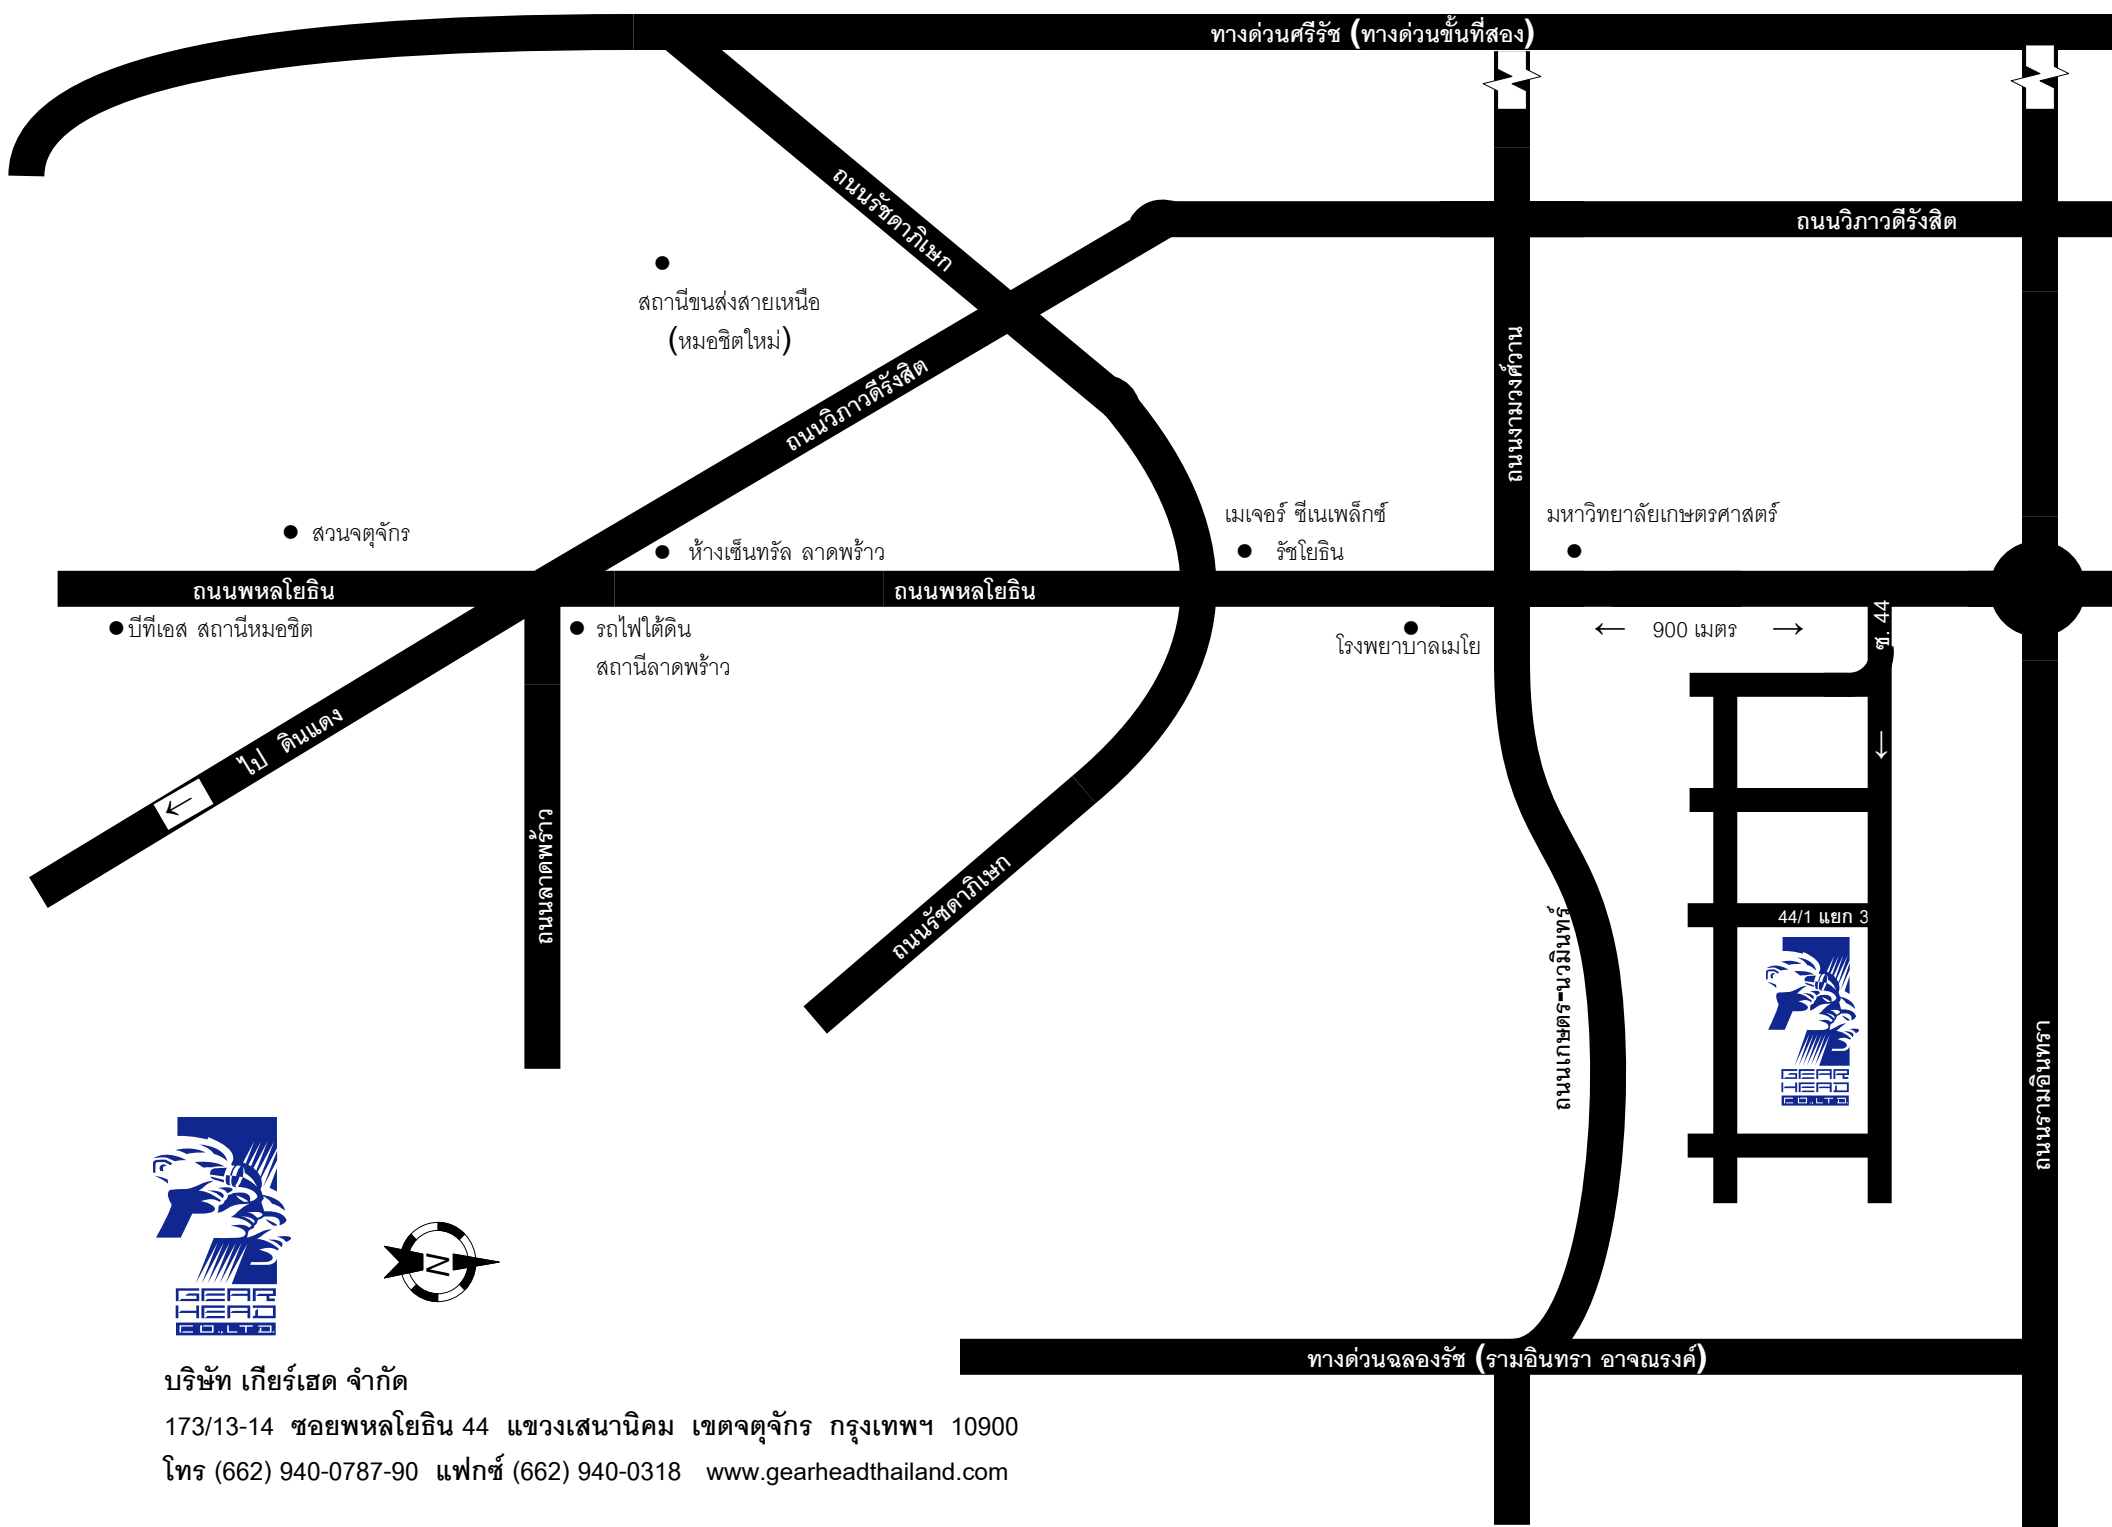 ทางด่วนศรีรัช (ทางด่วนขั้นที่สอง)
ถนนรัชดาภิเษก
ถนนวิภาวดีรังสิต
สถานีขนส่งสายเหนือ
(หมอชิตใหม่)
ถนนวิภาวดีรังสิต
ถนนงามวงศ์วาน
สวนจตุจักร
ห้างเซ็นทรัล ลาดพร้าว
เมเจอร์ ซีเนเพล็กซ์
รัชโยธิน
มหาวิทยาลัยเกษตรศาสตร์
ถนนพหลโยธิน
ถนนพหลโยธิน
บีทีเอส สถานีหมอชิต
รถไฟใต้ดิน
สถานีลาดพร้าว
โรงพยาบาลเมโย
← 900 เมตร →
ซ. 44
ไป ดินแดง
ถนนลาดพร้าว
ถนนรัชดาภิเษก
ถนนเกษตร-นวมินทร์
44/1 แยก 3
GEAR
HEAD
CO.,LTD.
ถนนรามอินทรา
GEAR
HEAD
CO.,LTD.
N
ทางด่วนฉลองรัช (รามอินทรา อาจณรงค์)
บริษัท เกียร์เฮด จำกัด
173/13-14 ซอยพหลโยธิน 44 แขวงเสนานิคม เขตจตุจักร กรุงเทพฯ 10900
โทร (662) 940-0787-90 แฟกซ์ (662) 940-0318 www.gearheadthailand.com